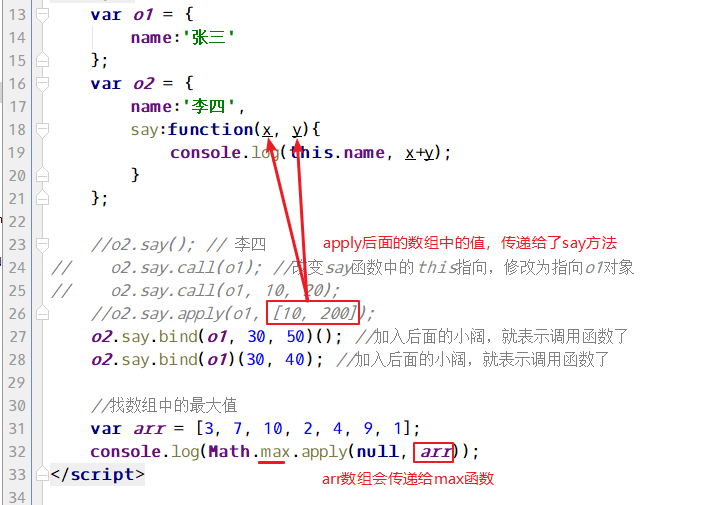 13 var o1 = {
14 name:'张三'
15 };
16 var o2 = {
17 name:'李四',
18 say:function(x, y){
19 console.log(this.name, x+y);
20 }
21 };
22
23 //o2.say(); // 李四 apply后面的数组中的值，传递给了say方法
24 // o2.say.call(o1); //改变say函数中的this指向，修改为指向o1对象
25 // o2.say.call(o1, 10, 20);
26 //o2.say.apply(o1, [10, 200]);
27 o2.say.bind(o1, 30, 50)(); //加入后面的小阔，就表示调用函数了
28 o2.say.bind(o1)(30, 40); //加入后面的小阔，就表示调用函数了
29
30 //找数组中的最大值
31 var arr = [3, 7, 10, 2, 4, 9, 1];
32 console.log(Math.max.apply(null, arr));
33 </script> arr数组会传递给max函数
34